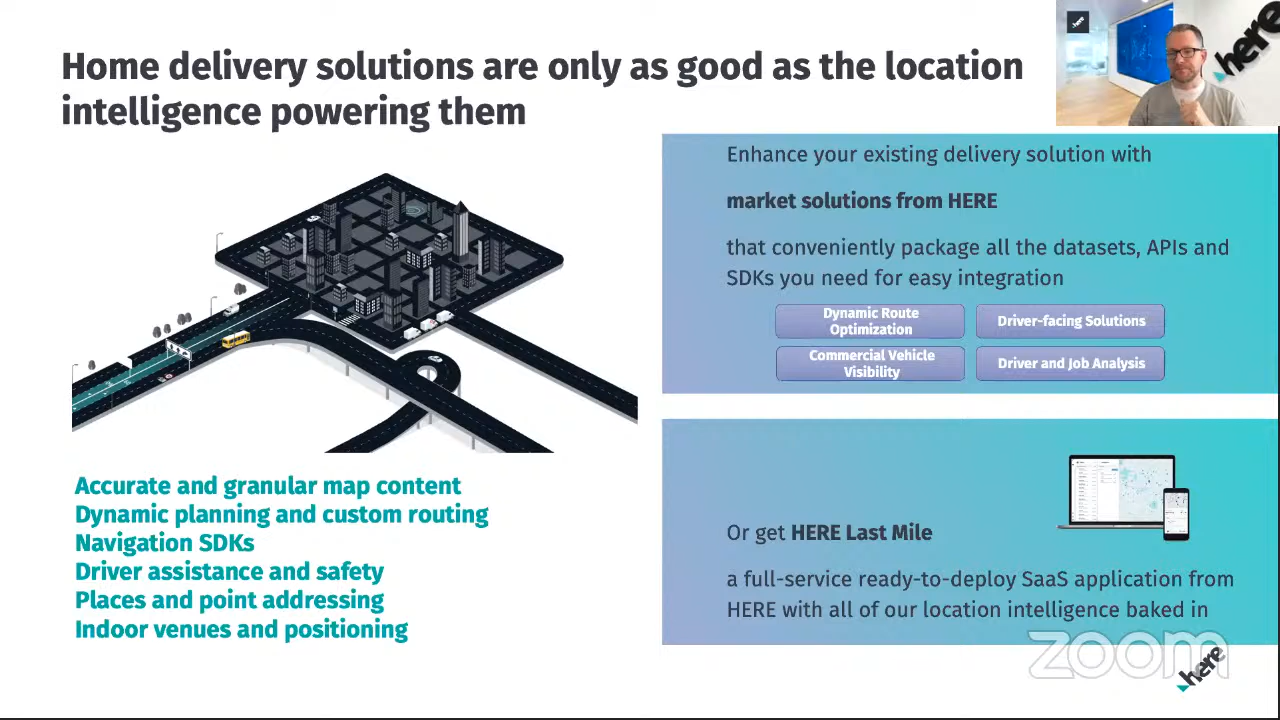 Home delivery solutions are only as good as the location
intelligence powering them
here
Enhance your existing delivery solution with
market solutions from HERE
that conveniently package all the datasets, APIs and
SDKs you need for easy integration
Dynamic Route
Optimization
Driver-facing Solutions
Commercial Vehicle
Visibility
Driver and Job Analysis
Accurate and granular map content
Dynamic planning and custom routing
Navigation SDKs
Driver assistance and safety
Places and point addressing
Indoor venues and positioning
Or get HERE Last Mile
a full-service ready-to-deploy SaaS application from
HERE with all of our location intelligence baked in
zoom
here